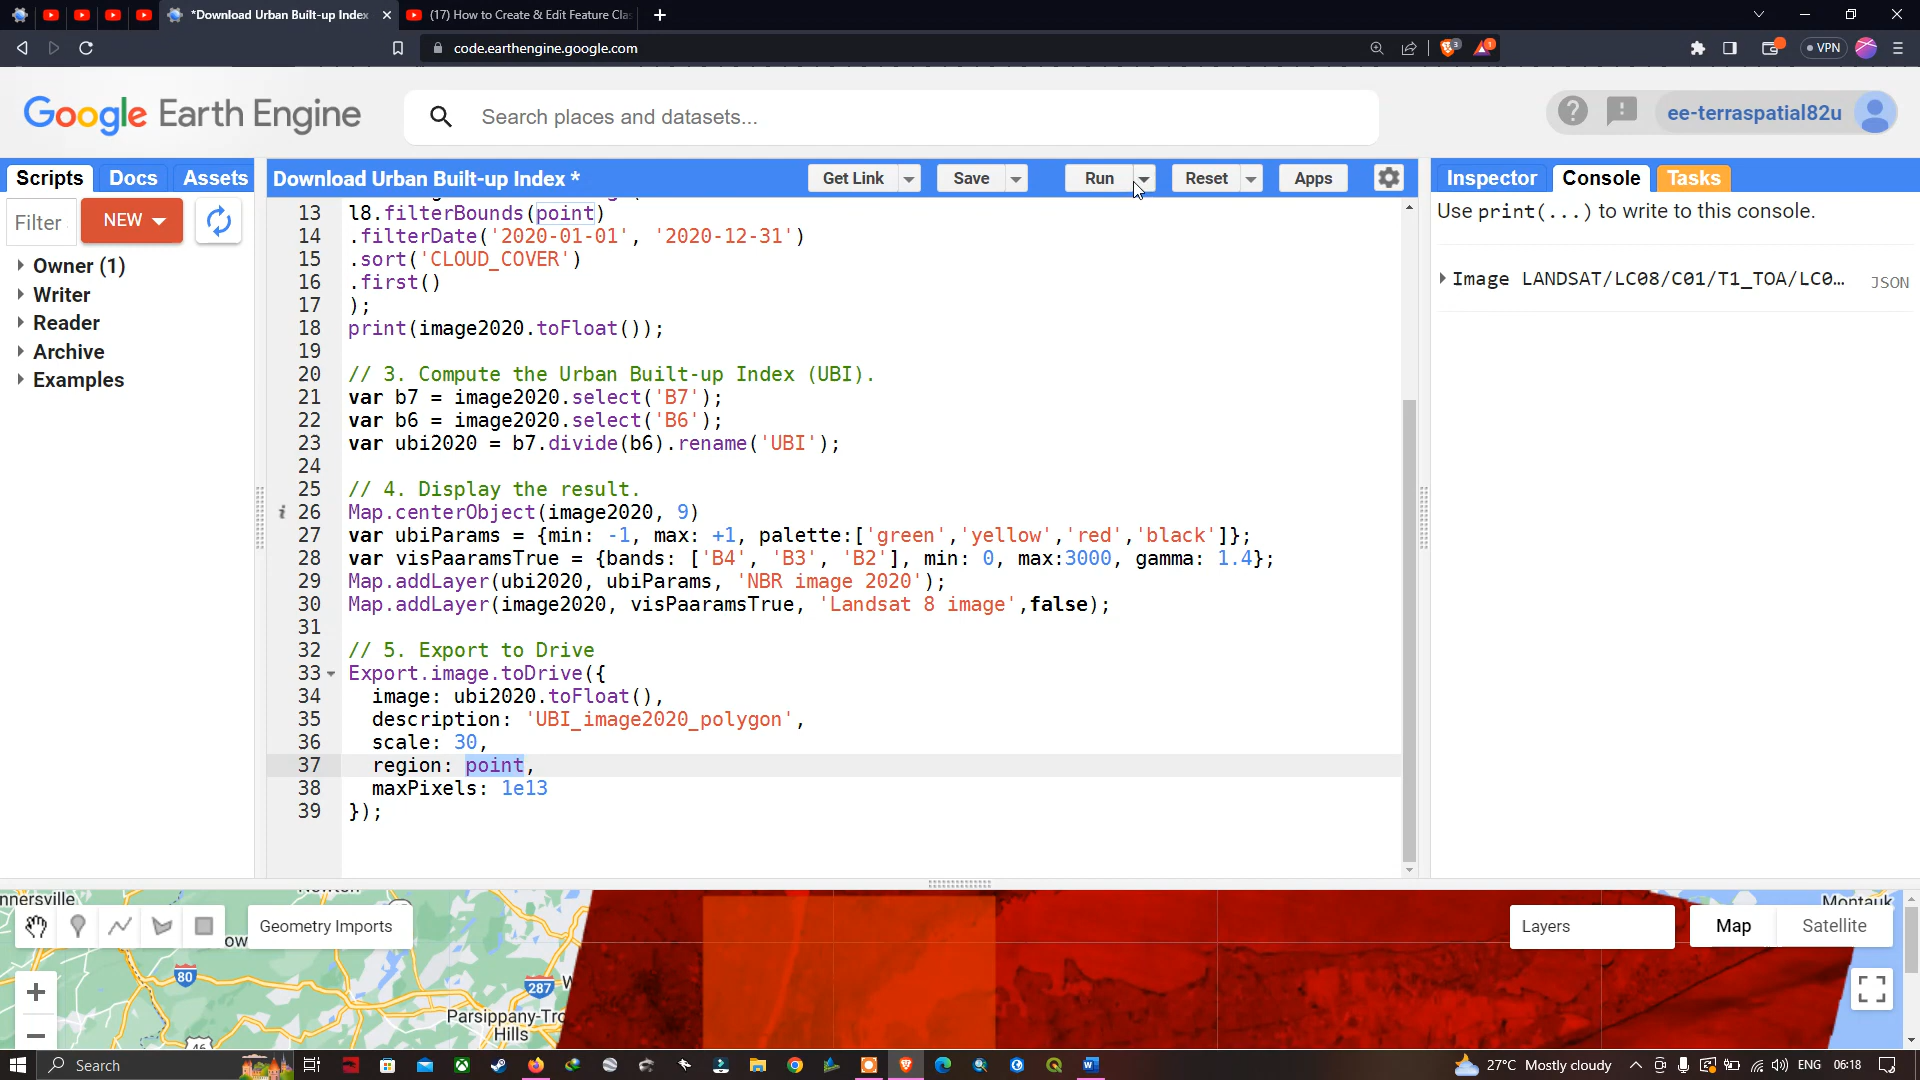 *Download Urban Built-up Index
(17) How to Create & Edit Feature Clas
code.earthengine.google.com
VPN
Google Earth Engine
Search places and datasets...
ee-terraspatial82u
Scripts
Docs
Assets
Download Urban Built-up Index *
Get Link
Save
Run
Reset
Apps
Inspector
Console
Tasks
Filter
NEW
Owner (1)
Writer
Reader
Archive
Examples
13 l8.filterBounds(point)
14 .filterDate('2020-01-01', '2020-12-31')
15 .sort('CLOUD_COVER')
16 .first()
17 );
18 print(image2020.toFloat());
19
20 // 3. Compute the Urban Built-up Index (UBI).
21 var b7 = image2020.select('B7');
22 var b6 = image2020.select('B6');
23 var ubi2020 = b7.divide(b6).rename('UBI');
24
25 // 4. Display the result.
i 26 Map.centerObject(image2020, 9)
27 var ubiParams = {min: -1, max: +1, palette:['green','yellow','red','black']};
28 var visPaaramsTrue = {bands: ['B4', 'B3', 'B2'], min: 0, max:3000, gamma: 1.4};
29 Map.addLayer(ubi2020, ubiParams, 'NBR image 2020');
30 Map.addLayer(image2020, visPaaramsTrue, 'Landsat 8 image',false);
31
32 // 5. Export to Drive
33 Export.image.toDrive({
34 image: ubi2020.toFloat(),
35 description: 'UBI_image2020_polygon',
36 scale: 30,
37 region: point,
38 maxPixels: 1e13
39 });
Use print(...) to write to this console.
Image LANDSAT/LC08/C01/T1_TOA/LC0…
JSON
nnersville
Geometry Imports
80
287
Parsippany-Tro
Hills
46
Layers
Map
Satellite
Montauk
Search
27°C Mostly cloudy
ENG
06:18